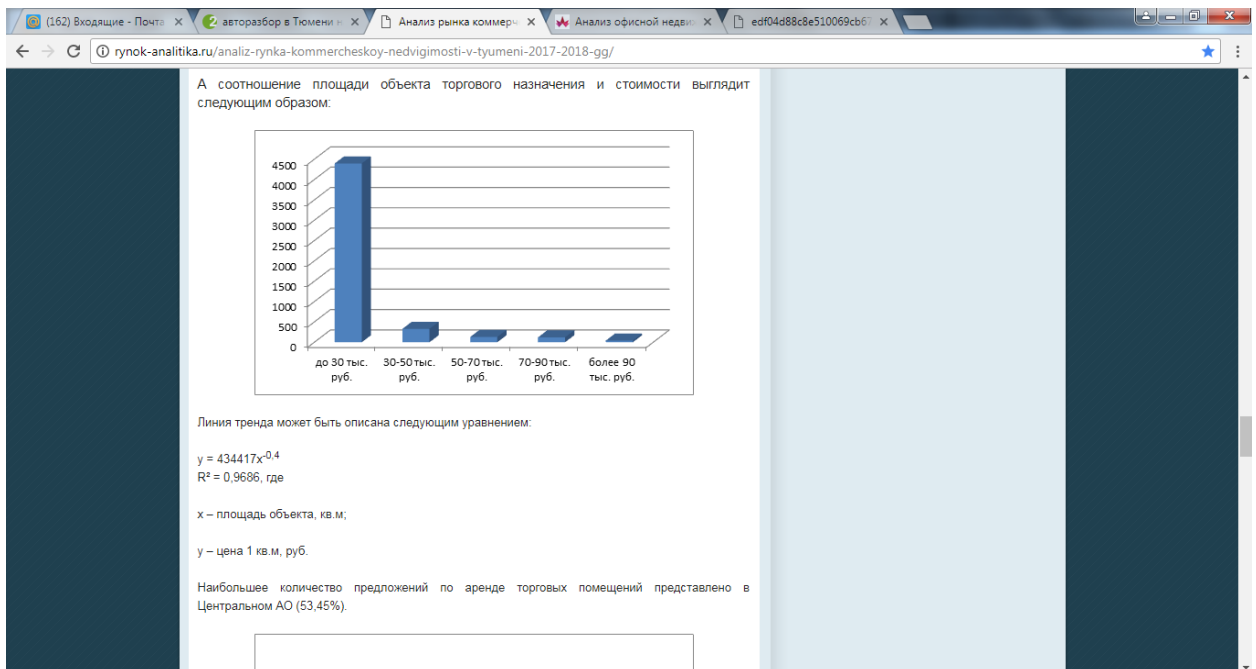 (162) Входящие - Почта
авторазбор в Тюмени н
Анализ рынка коммерч
Анализ офисной недви
edf04d88c8e510069cb67
rynok-analitika.ru/analiz-rynka-kommercheskoy-nedvigimosti-v-tyumeni-2017-2018-gg/
А соотношение площади объекта торгового назначения и стоимости выглядит
следующим образом:
4500
4000
3500
3000
2500
2000
1500
1000
500
0
до 30 тыс. 30-50 тыс. 50-70 тыс. 70-90 тыс. более 90
руб. руб. руб. руб. тыс. руб.
Линия тренда может быть описана следующим уравнением:
y = 434417x-0,4
R² = 0,9686, где
х – площадь объекта, кв.м;
у – цена 1 кв.м, руб.
Наибольшее количество предложений по аренде торговых помещений представлено в
Центральном АО (53,45%).